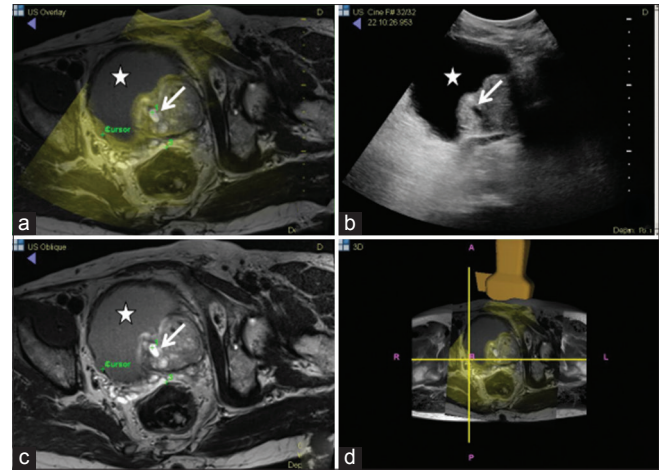 US Overlay
D
Cursor
a
US Cine F# 32/32
22:10:26.953
D
b
US Oblique
D
Cursor
c
3D
D
A
R
R
L
P
d